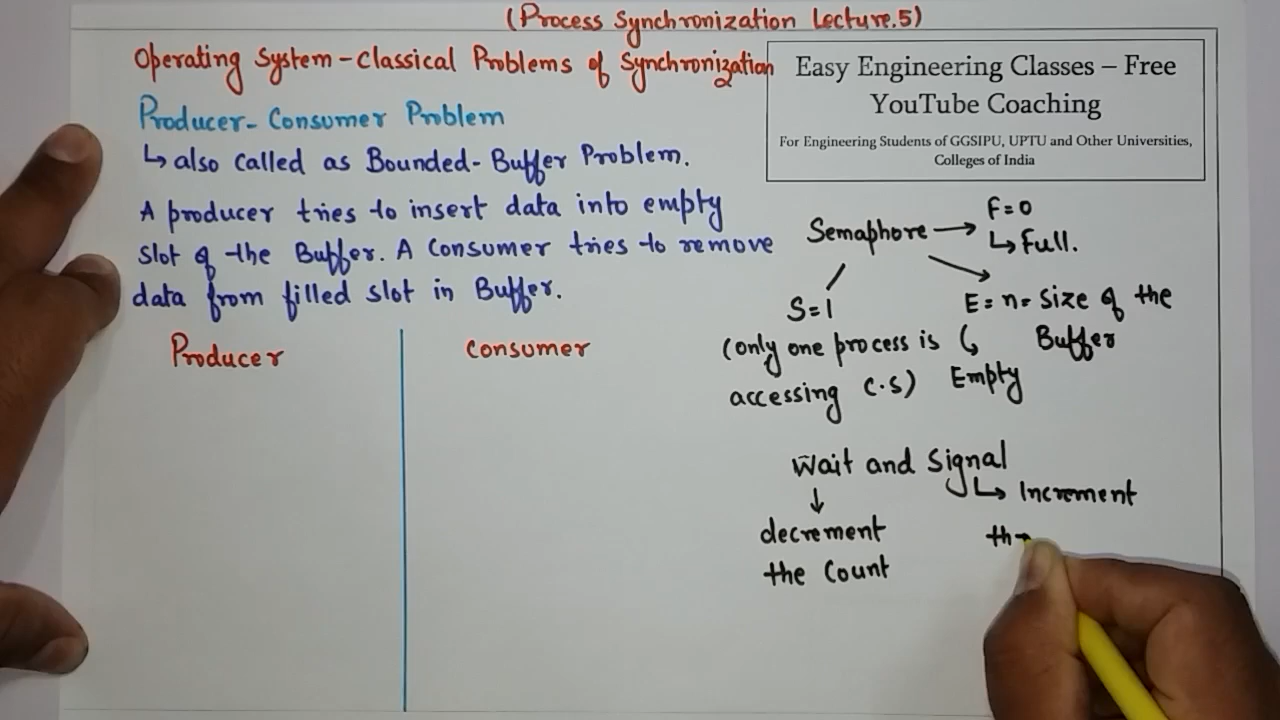 (Process Synchronization Lecture.5)
Operating System - Classical Problems of Synchronization
Easy Engineering Classes – Free
YouTube Coaching
For Engineering Students of GGSIPU, UPTU and Other Universities,
Colleges of India
Producer - Consumer Problem
↳ also called as Bounded - Buffer Problem.
A producer tries to insert data into empty
slot of the Buffer. A Consumer tries to remove
data from filled slot in Buffer.
Producer
Consumer
Semaphore → F = 0
↳ Full.
S = 1
(only one process is
accessing C.S)
E = n = Size of the
Buffer
↳ Empty
Wait and Signal
↳ Increment
↓
decrement
the Count